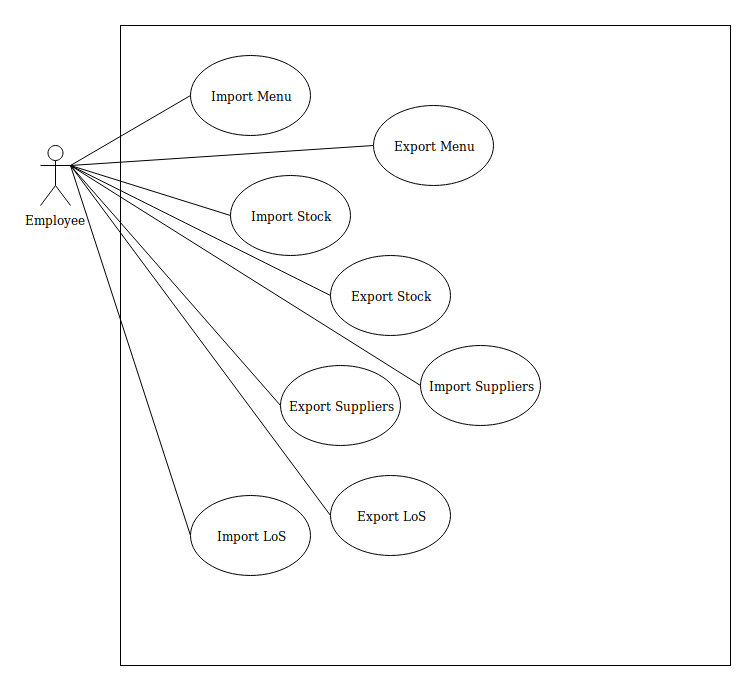 Import Menu
Export Menu
Employee
Import Stock
Export Stock
Import Suppliers
Export Suppliers
Export LoS
Import LoS